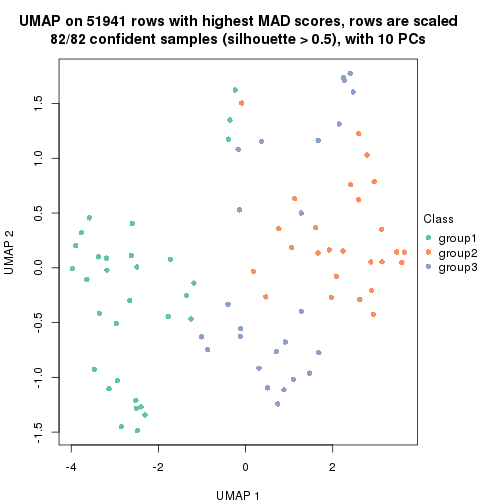 UMAP on 51941 rows with highest MAD scores, rows are scaled
82/82 confident samples (silhouette > 0.5), with 10 PCs
1.5
1.0
0.5
0.0
-0.5
-1.0
-1.5
UMAP 2
-4
-2
0
2
UMAP 1
Class
group1
group2
group3